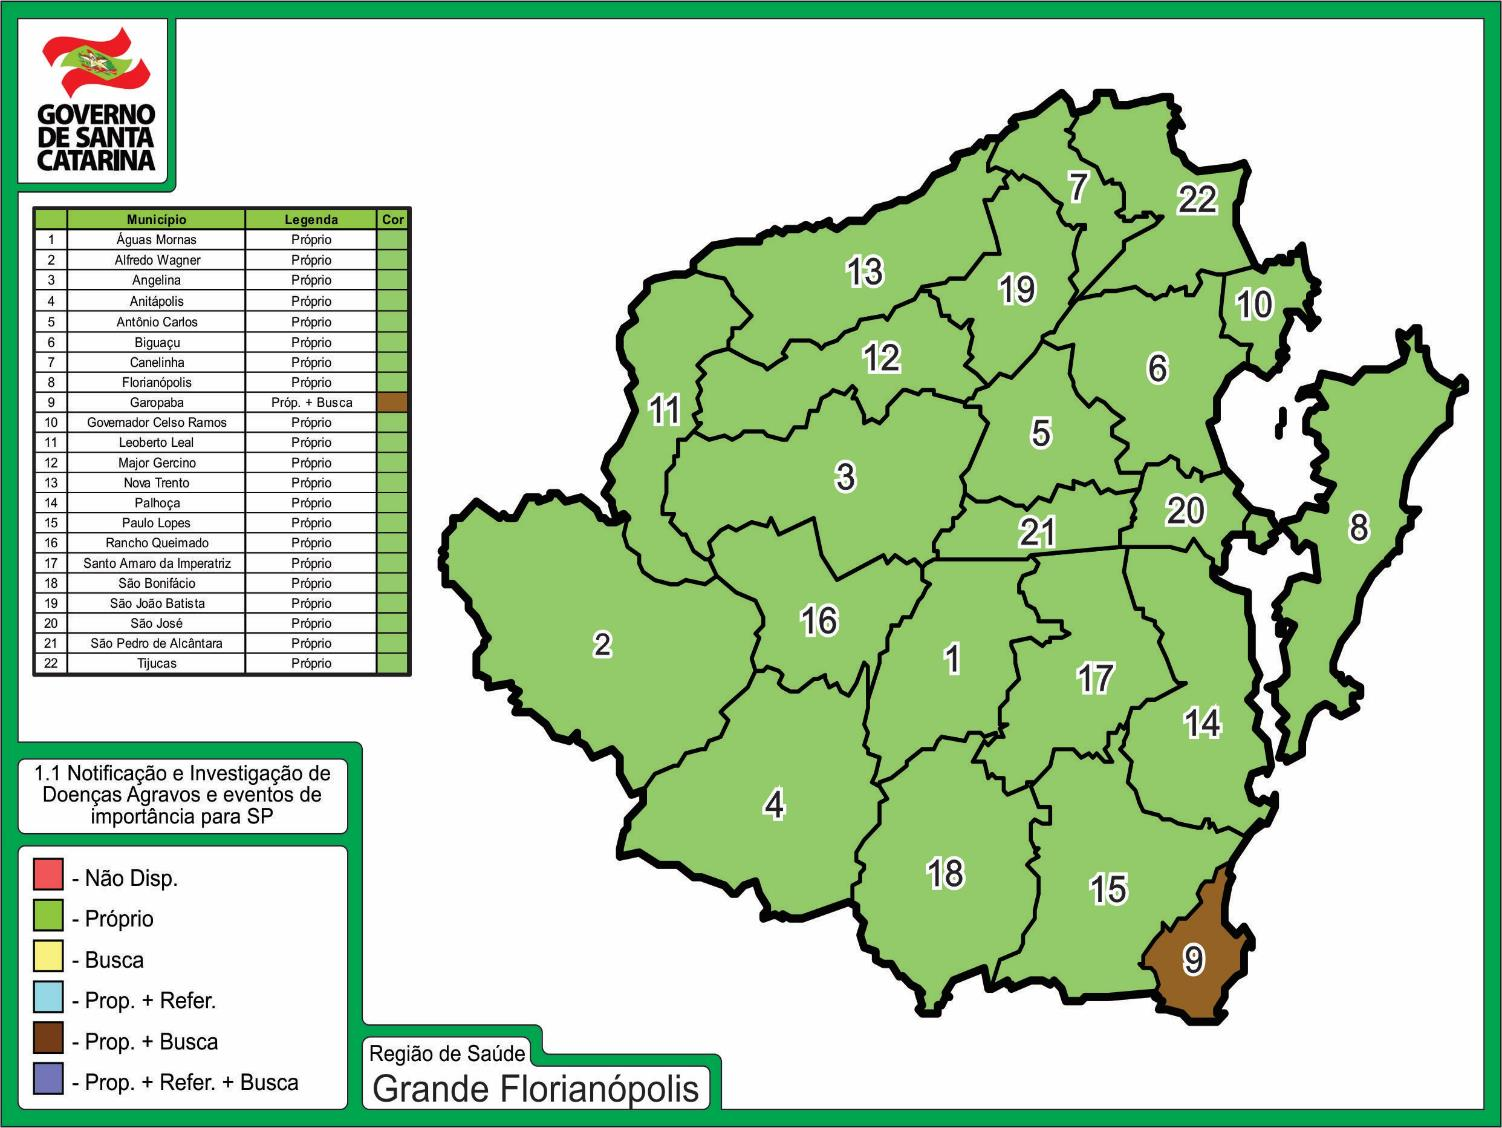 GOVERNO
DE SANTA
CATARINA
Município Legenda Cor
1 Águas Mornas Próprio
2 Alfredo Wagner Próprio
3 Angelina Próprio
4 Anitápolis Próprio
5 Antônio Carlos Próprio
6 Biguaçu Próprio
7 Canelinha Próprio
8 Florianópolis Próprio
9 Garopaba Próp. + Busca
10 Governador Celso Ramos Próprio
11 Leoberto Leal Próprio
12 Major Gercino Próprio
13 Nova Trento Próprio
14 Palhoça Próprio
15 Paulo Lopes Próprio
16 Rancho Queimado Próprio
17 Santo Amaro da Imperatriz Próprio
18 São Bonifácio Próprio
19 São João Batista Próprio
20 São José Próprio
21 São Pedro de Alcântara Próprio
22 Tijucas Próprio
1.1 Notificação e Investigação de
Doenças Agravos e eventos de
importância para SP
- Não Disp.
- Próprio
- Busca
- Prop. + Refer.
- Prop. + Busca
- Prop. + Refer. + Busca
Região de Saúde
Grande Florianópolis
7
22
13
19
10
12
6
11
5
3
20
21
8
16
2
1
17
14
4
18
15
9